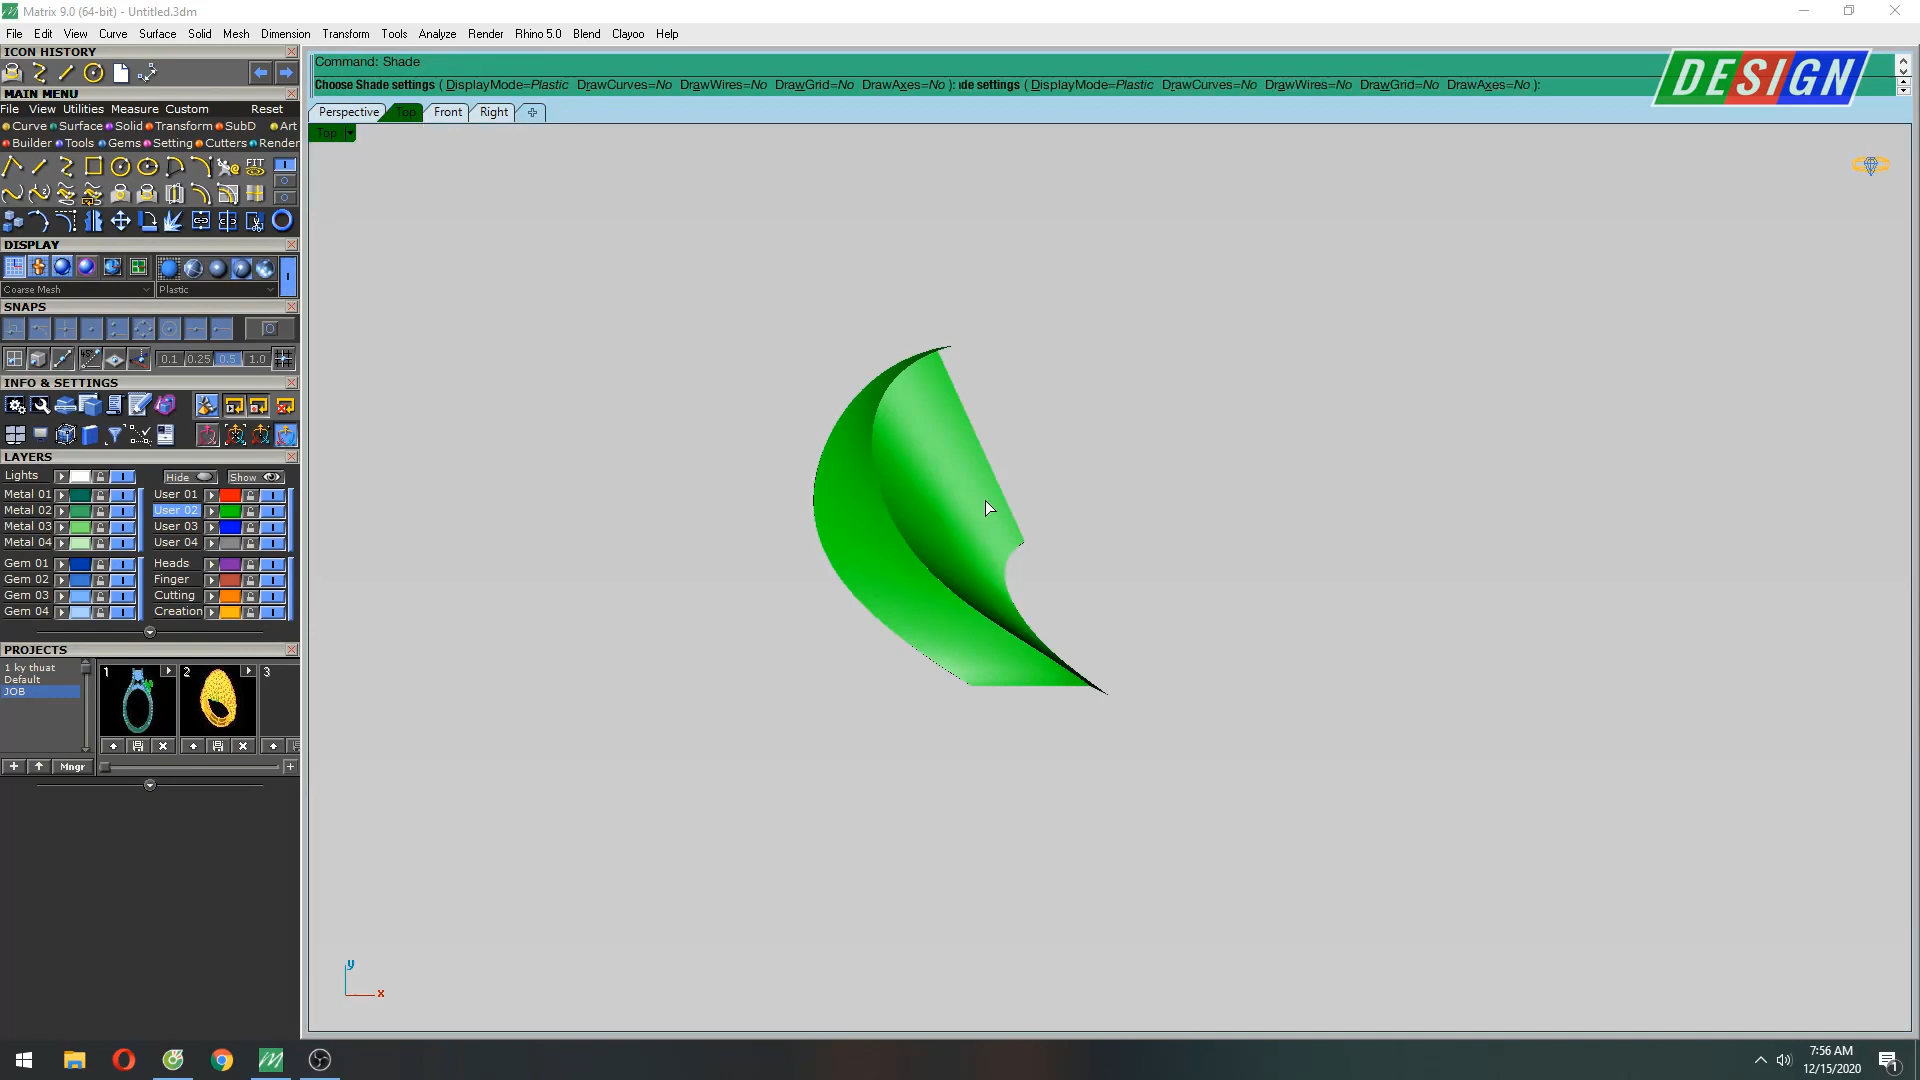 Matrix 9.0 (64-bit) - Untitled.3dm
File Edit View Curve Surface Solid Mesh Dimension Transform Tools Analyze Render Rhino 5.0 Blend Clayoo Help
ICON HISTORY
MAIN MENU
File View Utilities Measure Custom Reset
Curve Surface Solid Transform SubD Art
Builder Tools Gems Setting Cutters Render
FIT
DISPLAY
Coarse Mesh Plastic
SNAPS
0.1 0.25 0.5 1.0
INFO & SETTINGS
LAYERS
Lights Hide Show
Metal 01 User 01
Metal 02 User 02
Metal 03 User 03
Metal 04 User 04
Gem 01 Heads
Gem 02 Finger
Gem 03 Cutting
Gem 04 Creation
PROJECTS
1 ky thuat
Default
JOB
1 2 3
Mngr
Command: Shade
Choose Shade settings ( DisplayMode=Plastic DrawCurves=No DrawWires=No DrawGrid=No DrawAxes=No ): de settings ( DisplayMode=Plastic DrawCurves=No DrawWires=No DrawGrid=No DrawAxes=No ):
DESIGN
Perspective Top Front Right
Top
y
x
7:56 AM
12/15/2020
1